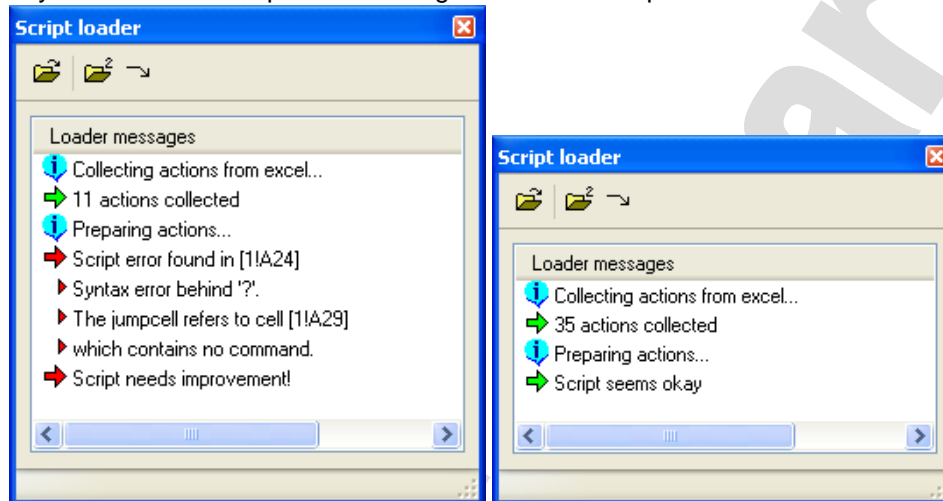 Script loader
2
Loader messages
Collecting actions from excel...
11 actions collected
Preparing actions...
Script error found in [1!A24]
Syntax error behind '?'.
The jumpcell refers to cell [1!A29]
which contains no command.
Script needs improvement!
Script loader
2
Loader messages
Collecting actions from excel...
35 actions collected
Preparing actions...
Script seems okay